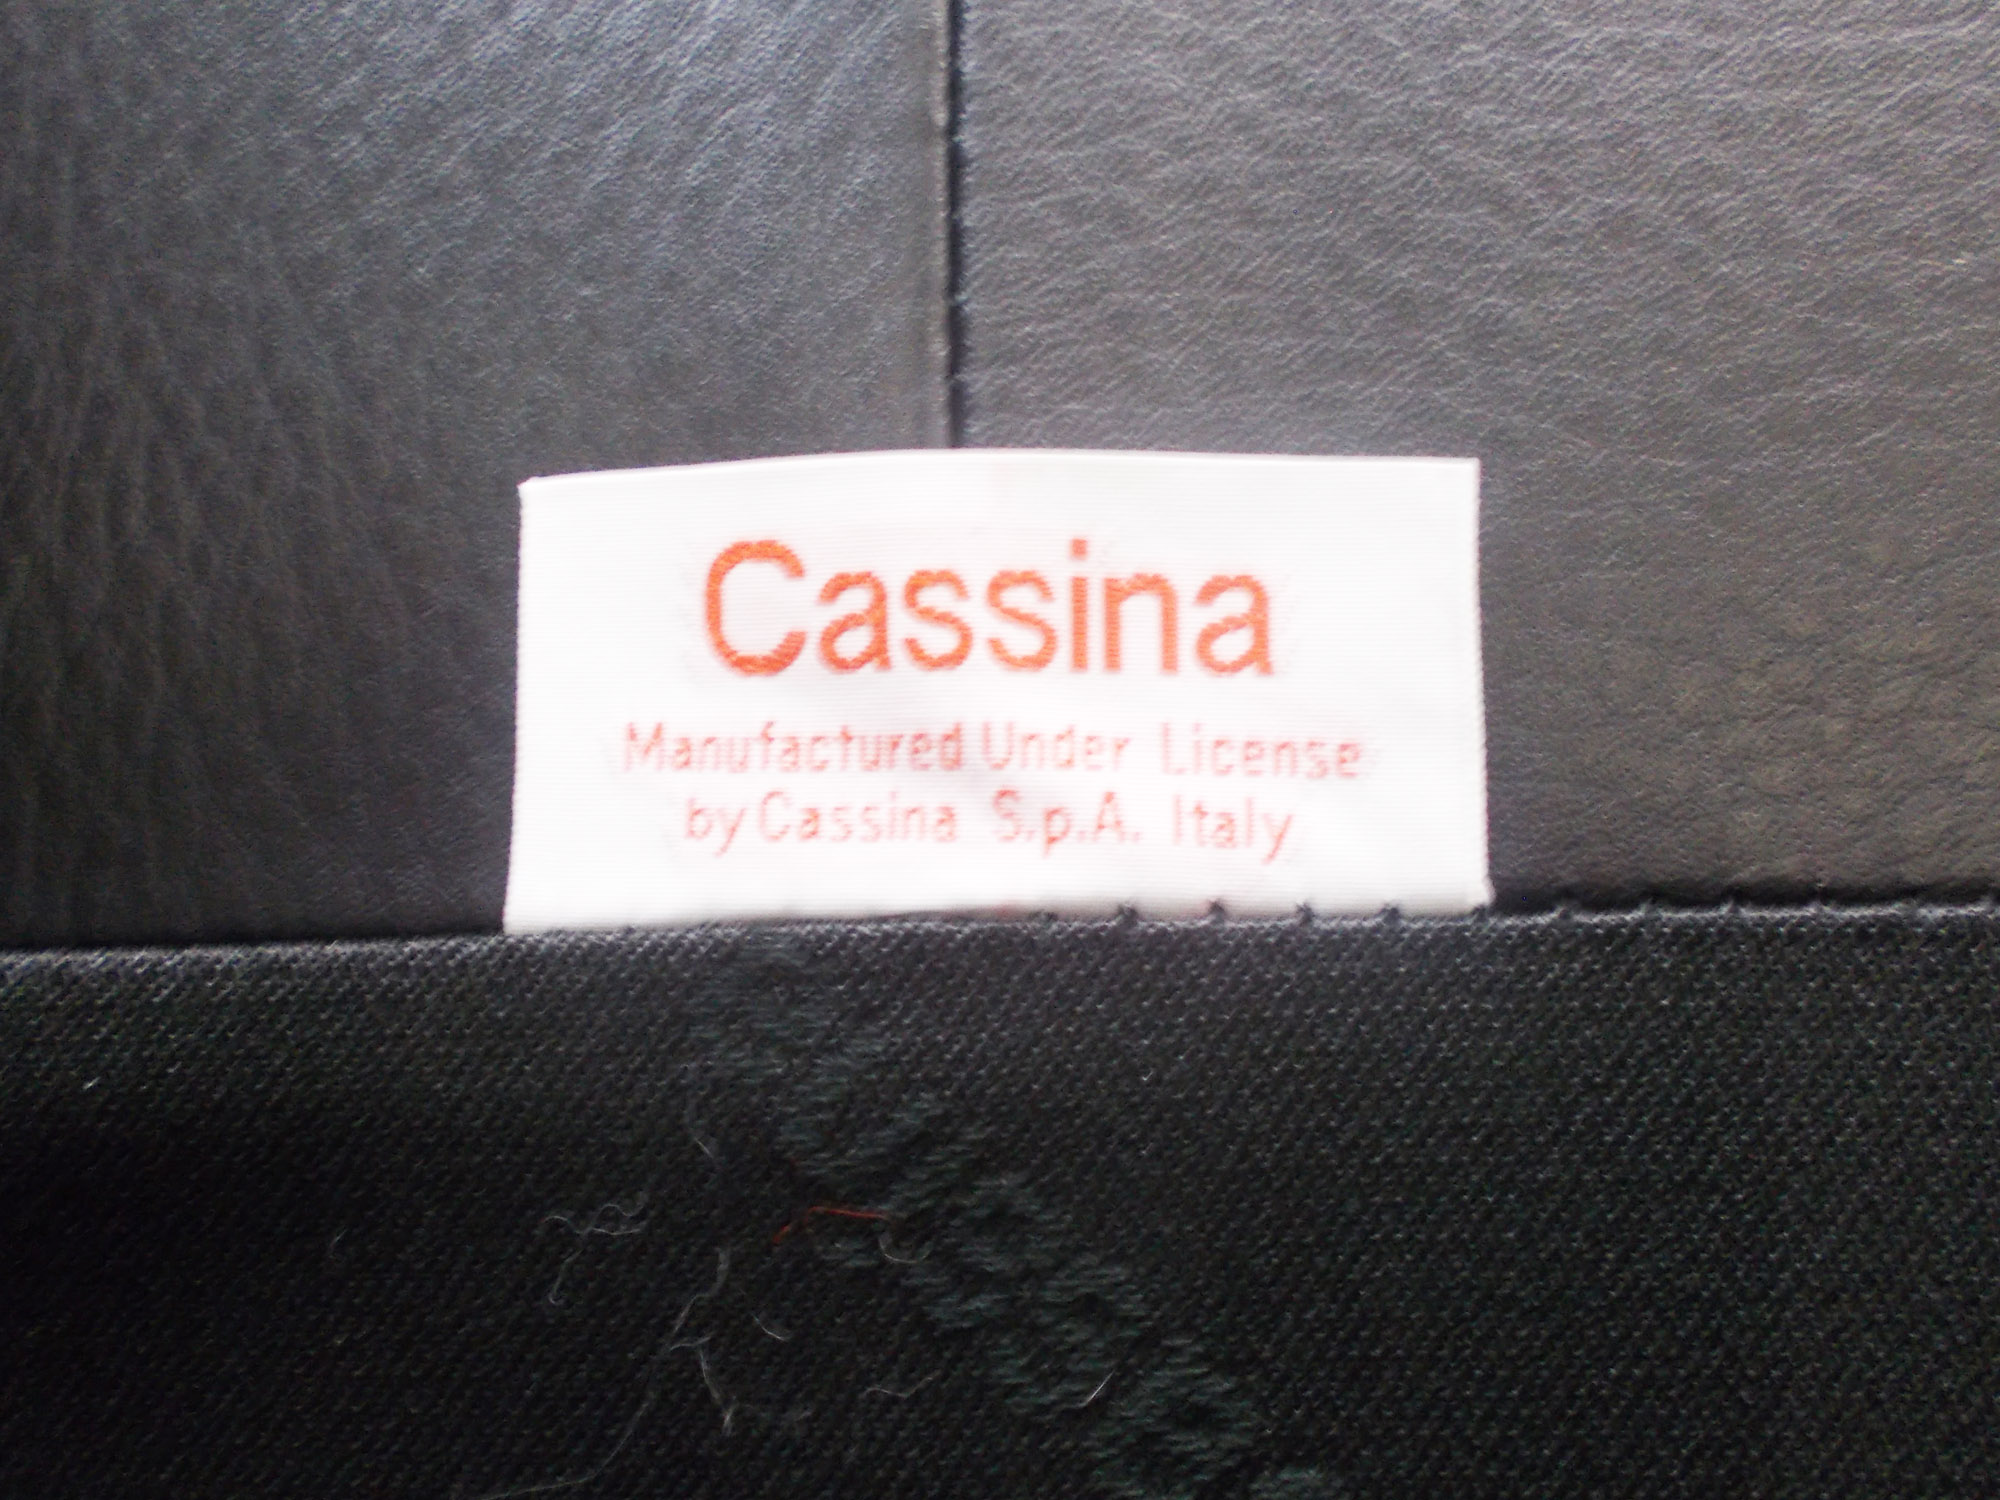 Cassina
Manufactured Under License
by Cassina S.p.A. Italy